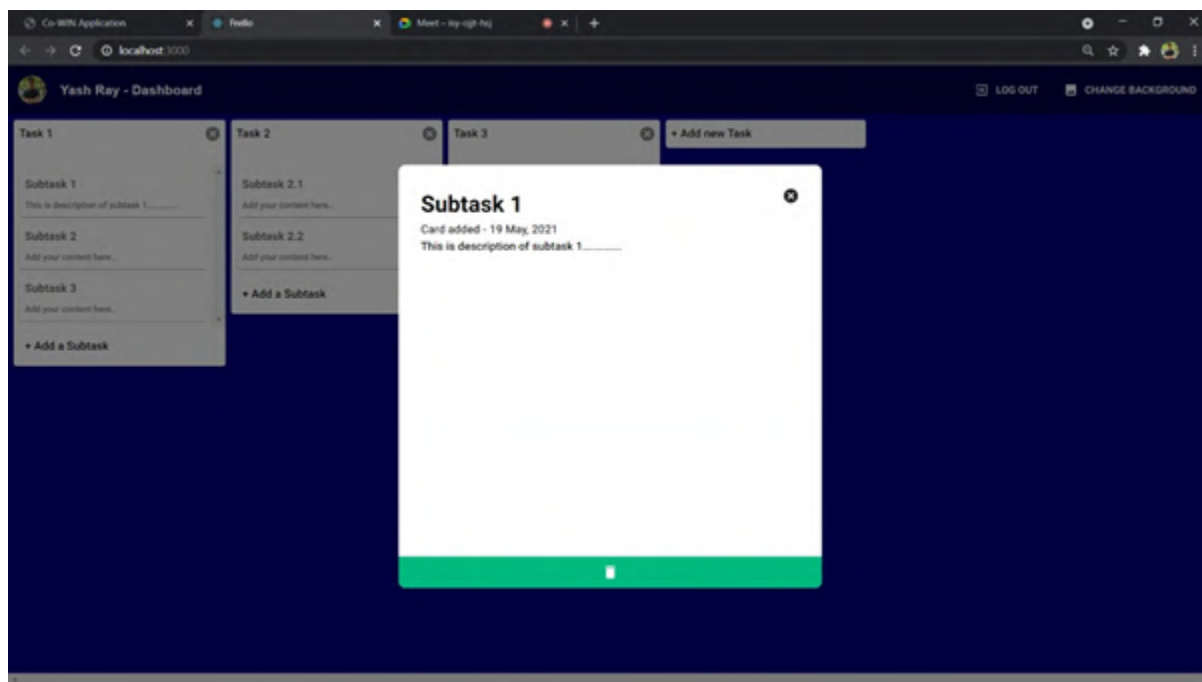 Co-WIN Application
Meet -
localhost:3000
Yash Ray - Dashboard
LOG OUT
CHANGE BACKGROUND
Task 1
Task 2
Task 3
+ Add new Task
Subtask 1
This is description of subtask 1..............
Subtask 2
Add your content here..
Subtask 3
Add your content here..
+ Add a Subtask
Subtask 2.1
Add your content here..
Subtask 2.2
Add your content here..
+ Add a Subtask
Subtask 1
Card added - 19 May, 2021
This is description of subtask 1..............